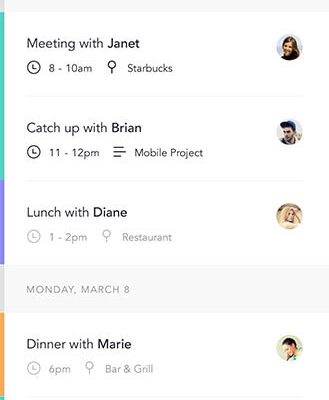 Meeting with Janet
8 - 10am Starbucks
Catch up with Brian
11 - 12pm Mobile Project
Lunch with Diane
1 - 2pm Restaurant
MONDAY, MARCH 8
Dinner with Marie
6pm Bar & Grill